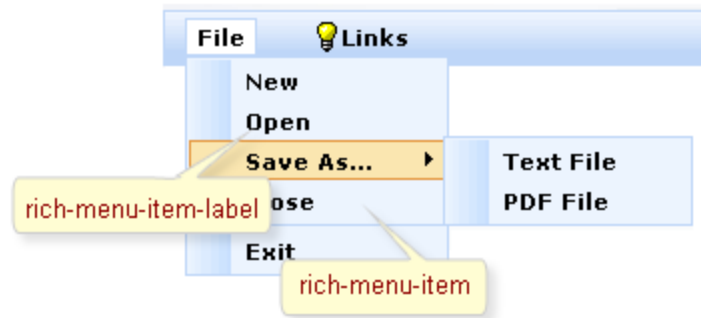 File Links
New
Open
Save As... Text File
rich-menu-item-label ose PDF File
Exit
rich-menu-item